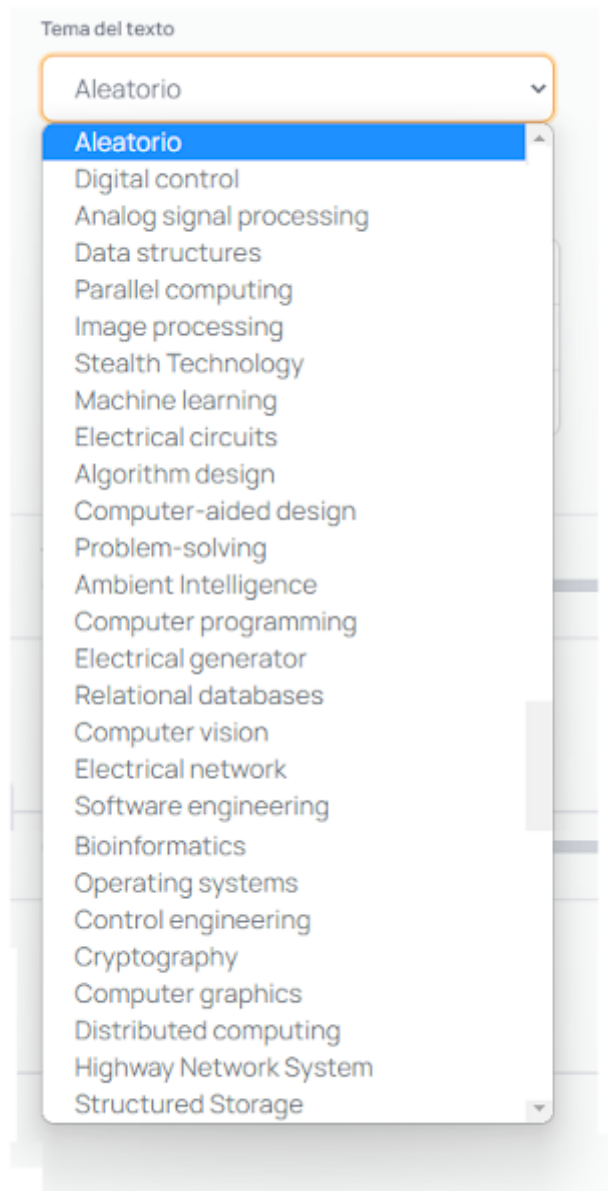 Tema del texto
Aleatorio
Aleatorio
Digital control
Analog signal processing
Data structures
Parallel computing
Image processing
Stealth Technology
Machine learning
Electrical circuits
Algorithm design
Computer-aided design
Problem-solving
Ambient Intelligence
Computer programming
Electrical generator
Relational databases
Computer vision
Electrical network
Software engineering
Bioinformatics
Operating systems
Control engineering
Cryptography
Computer graphics
Distributed computing
Highway Network System
Structured Storage